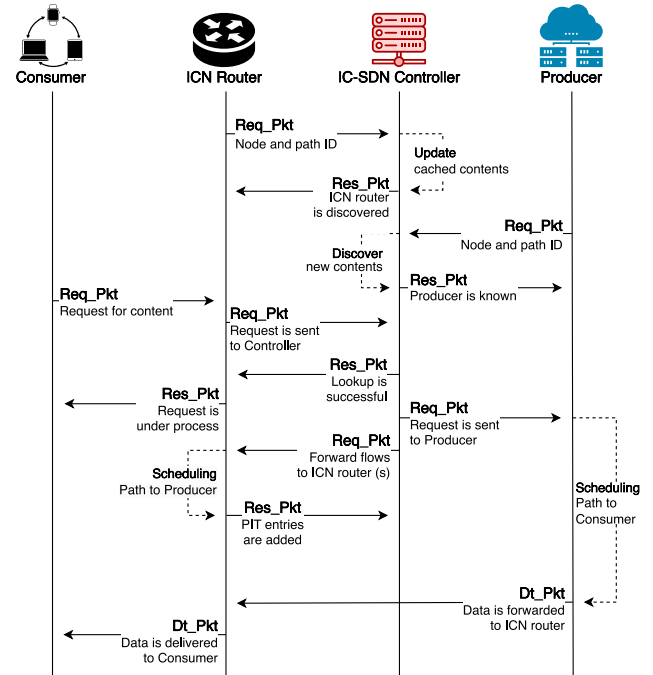 Consumer
ICN Router
IC-SDN Controller
Producer
Req_Pkt
Node and path ID
Update
cached contents
Res_Pkt
ICN router
is discovered
Req_Pkt
Node and path ID
Discover
new contents
Res_Pkt
Producer is known
Req_Pkt
Request for content
Req_Pkt
Request is sent
to Controller
Res_Pkt
Lookup is
successful
Res_Pkt
Request is
under process
Req_Pkt
Request is sent
to Producer
Req_Pkt
Forward flows
to ICN router (s)
Scheduling
Path to Producer
Scheduling
Path to
Consumer
Res_Pkt
PIT entries
are added
Dt_Pkt
Data is forwarded
to ICN router
Dt_Pkt
Data is delivered
to Consumer